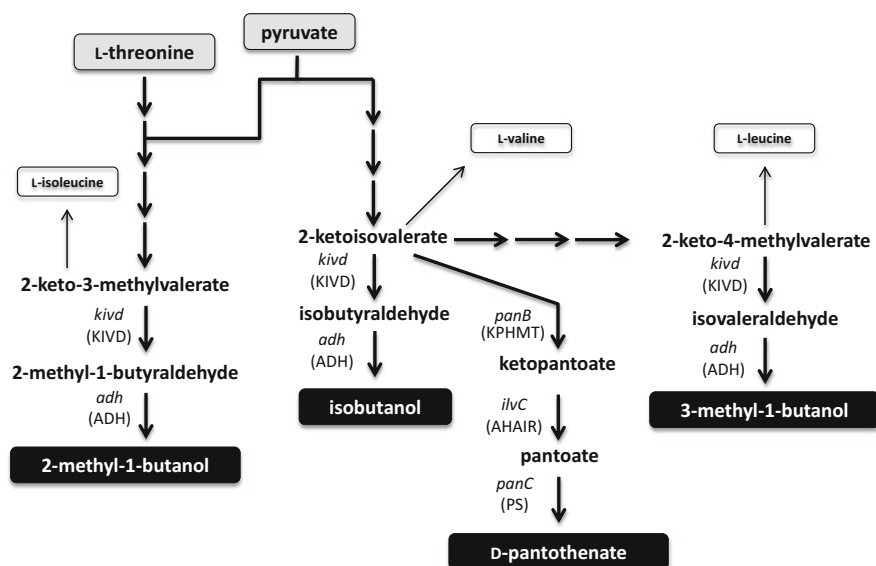 L-threonine
pyruvate
L-isoleucine
L-valine
L-leucine
2-keto-3-methylvalerate
kivd
(KIVD)
2-methyl-1-butyraldehyde
adh
(ADH)
2-methyl-1-butanol
2-ketoisovalerate
kivd
(KIVD)
isobutyraldehyde
adh
(ADH)
isobutanol
panB
(KPHMT)
ketopantoate
ilvC
(AHAIR)
pantoate
panC
(PS)
D-pantothenate
2-keto-4-methylvalerate
kivd
(KIVD)
isovaleraldehyde
adh
(ADH)
3-methyl-1-butanol